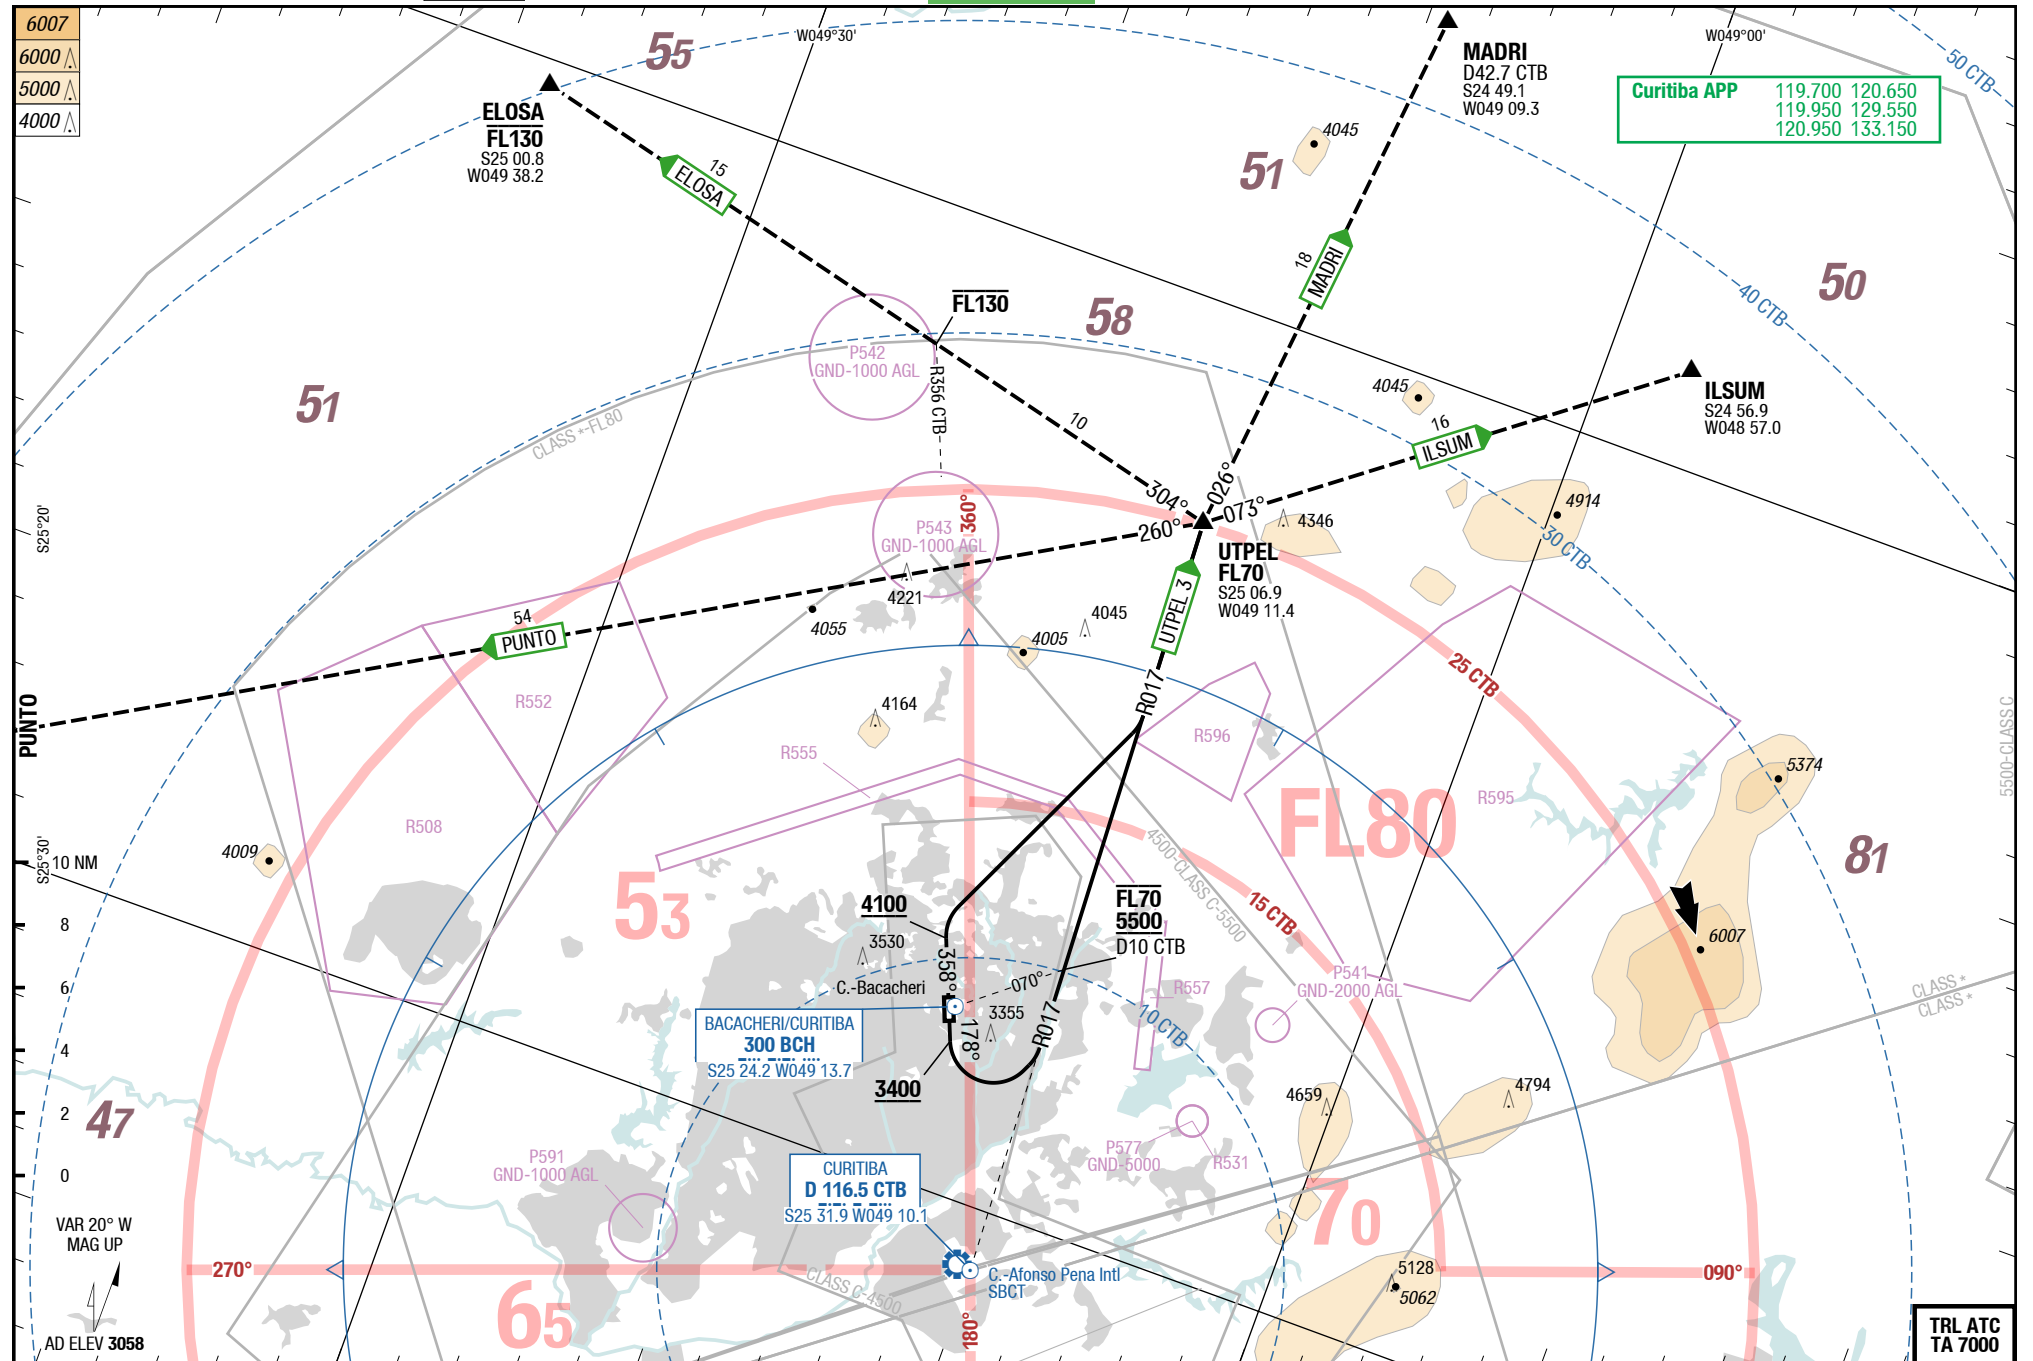 6007
6000
5000
4000
55
W049°30'
W049°00'
50 CTB
MADRI
D42.7 CTB
S24 49.1
W049 09.3
Curitiba APP
119.700 120.650
119.950 129.550
120.950 133.150
ELOSA
FL130
S25 00.8
W049 38.2
15
ELOSA
4045
51
18
MADRI
50
40 CTB
FL130
58
P542
GND-1000 AGL
R356 CTB
51
CLASS *-FL80
10
4045
16
ILSUM
ILSUM
S24 56.9
W048 57.0
304°
026°
073°
260°
4346
4914
30 CTB
S25°20'
P543
GND-1000 AGL
360°
UTPEL
FL70
S25 06.9
W049 11.4
4221
4055
4045
4005
UTPEL 3
54
PUNTO
25 CTB
R017
R552
PUNTO
4164
R596
R555
5374
R595
5500-CLASS C
R508
FL80
4500-CLASS C-5500
4009
S25°30'
10 NM
81
53
4100
FL70
5500
D10 CTB
15 CTB
8
3530
358°
6007
P541
GND-2000 AGL
6
C.-Bacacheri
070°
R557
CLASS *
CLASS *
3355
10 CTB
BACACHERI/CURITIBA
300 BCH
S25 24.2 W049 13.7
178°
R017
4
3400
2
47
4659
4794
P577
GND-5000
R531
P591
GND-1000 AGL
0
CURITIBA
D 116.5 CTB
S25 31.9 W049 10.1
70
VAR 20° W
MAG UP
270°
C.-Afonso Pena Intl
SBCT
090°
5128
5062
CLASS C-4500
65
180°
AD ELEV 3058
TRL ATC
TA 7000